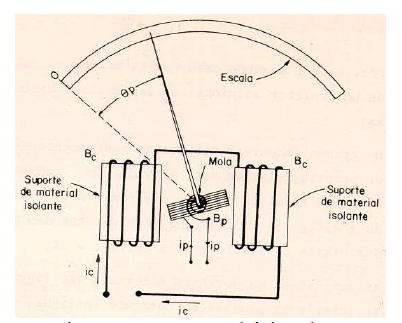 O
Escala
θp
Bc
Mola
Bc
Suporte
de material
isolante
Suporte
de material
isolante
Bp
ip
ip
ic
ic